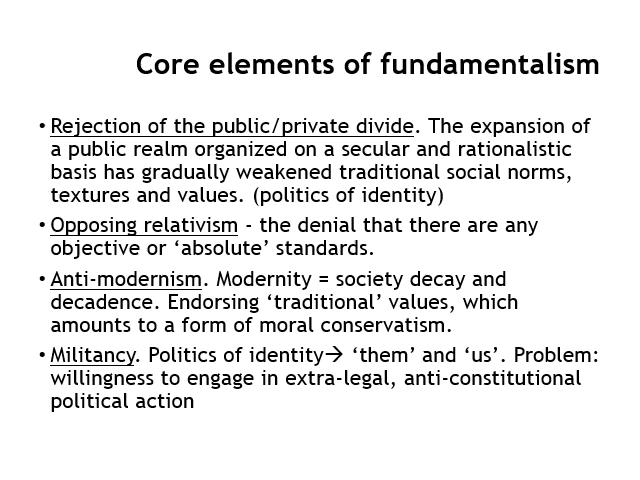 Core elements of fundamentalism
• Rejection of the public/private divide. The expansion of
a public realm organized on a secular and rationalistic
basis has gradually weakened traditional social norms,
textures and values. (politics of identity)
• Opposing relativism - the denial that there are any
objective or ‘absolute’ standards.
• Anti-modernism. Modernity = society decay and
decadence. Endorsing ‘traditional’ values, which
amounts to a form of moral conservatism.
• Militancy. Politics of identity→ ‘them’ and ‘us’. Problem:
willingness to engage in extra-legal, anti-constitutional
political action